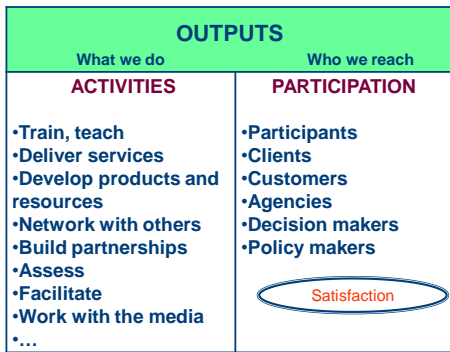 OUTPUTS
What we do
Who we reach
ACTIVITIES
•Train, teach
•Deliver services
•Develop products and
resources
•Network with others
•Build partnerships
•Assess
•Facilitate
•Work with the media
•…
PARTICIPATION
•Participants
•Clients
•Customers
•Agencies
•Decision makers
•Policy makers
Satisfaction